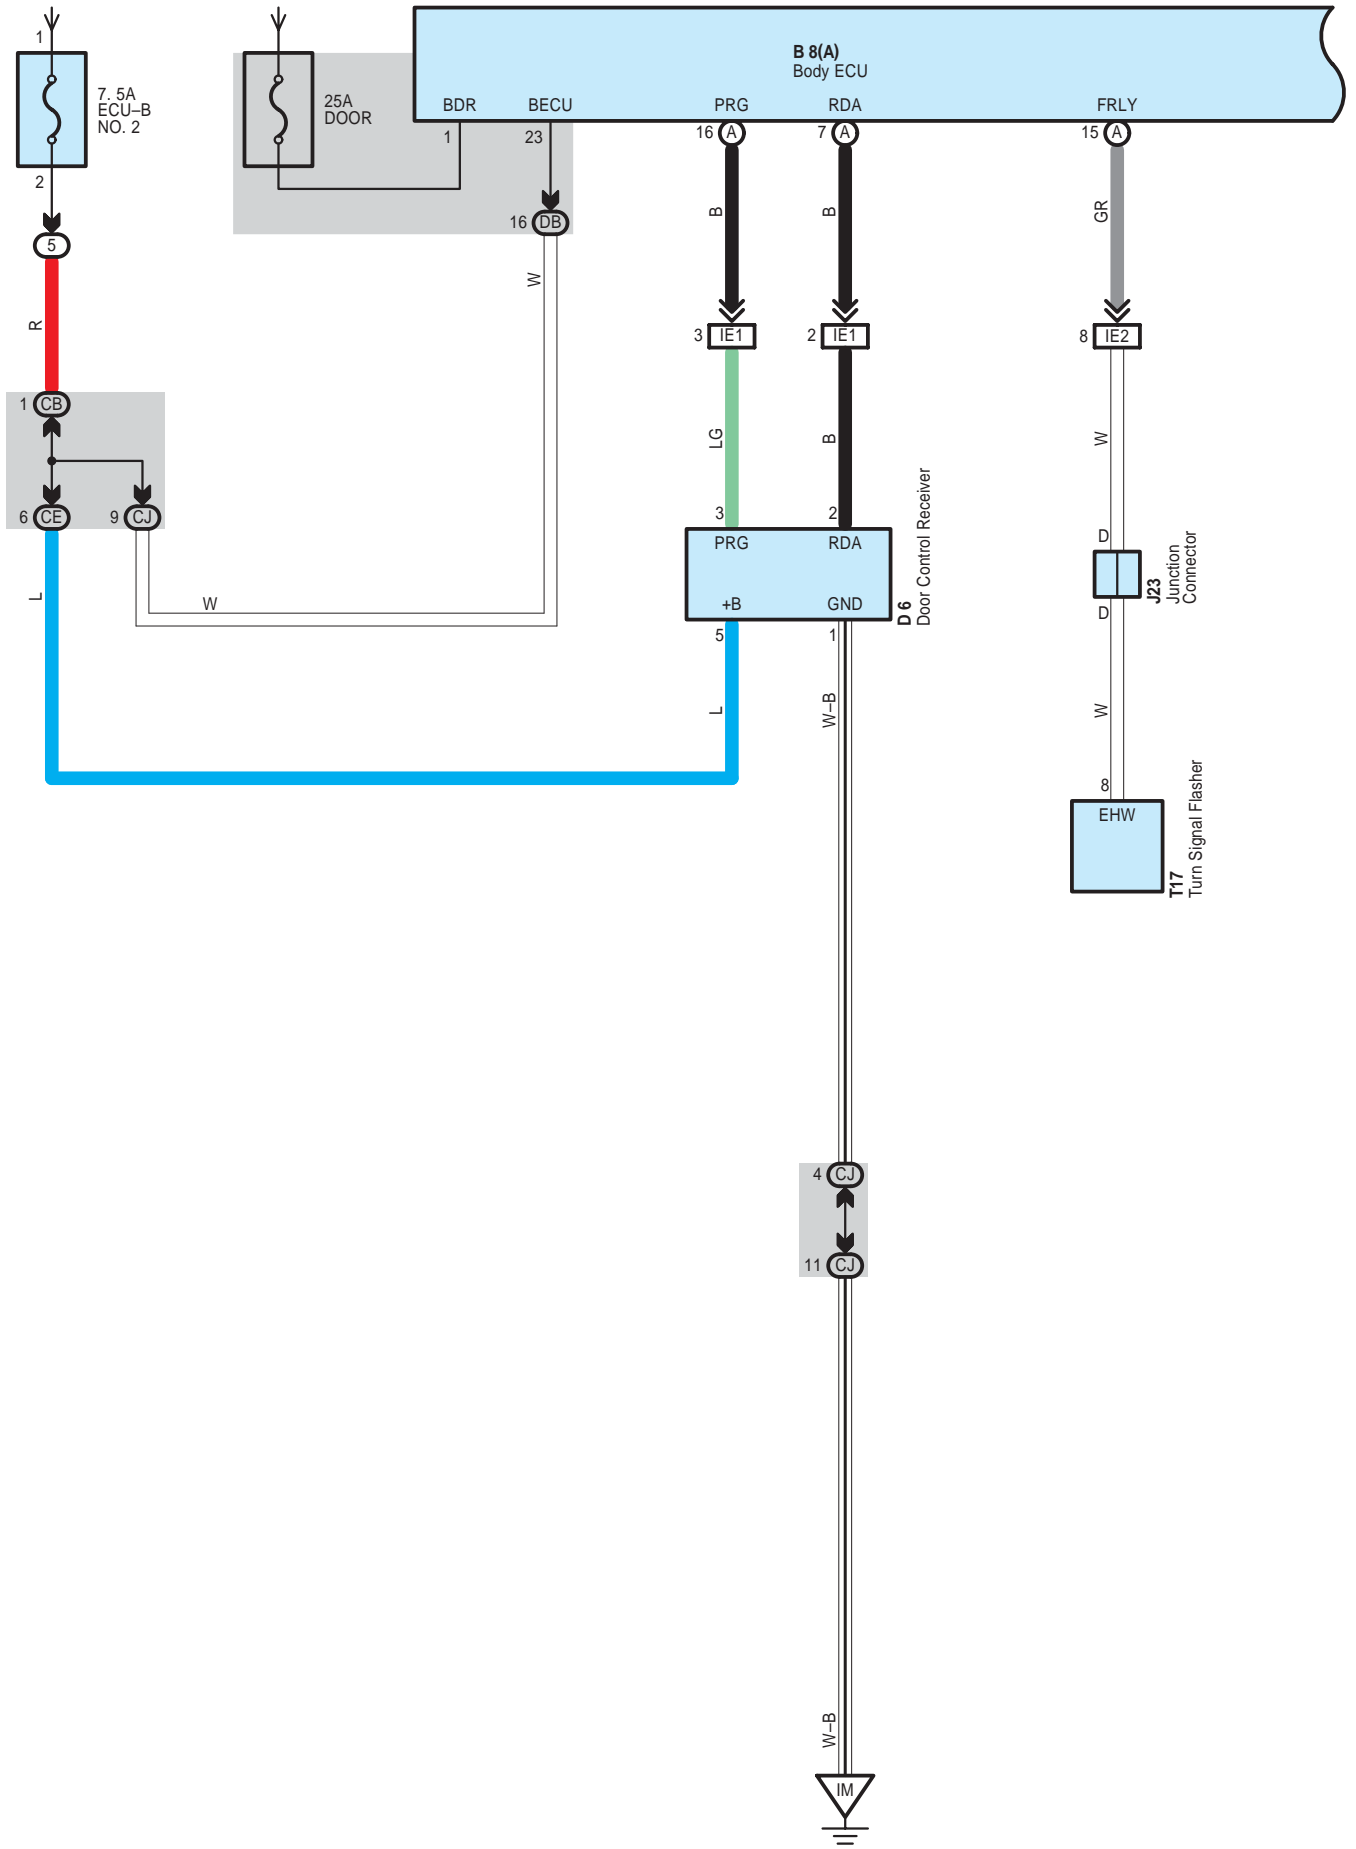 B 8(A)
Body ECU
1
7. 5A
ECU–B
NO. 2
25A
DOOR
BDR
BECU
PRG
RDA
FRLY
1
23
16
A
7
A
15
A
2
5
16
DB
B
B
GR
R
W
3
IE1
2
IE1
8
IE2
1
CB
LG
B
W
6
CE
9
CJ
3
2
PRG
RDA
+B
GND
D 6
Door Control Receiver
D
J23
Junction
Connector
D
L
W
5
1
L
W–B
W
8
EHW
T17
Turn Signal Flasher
4
CJ
11
CJ
W–B
IM